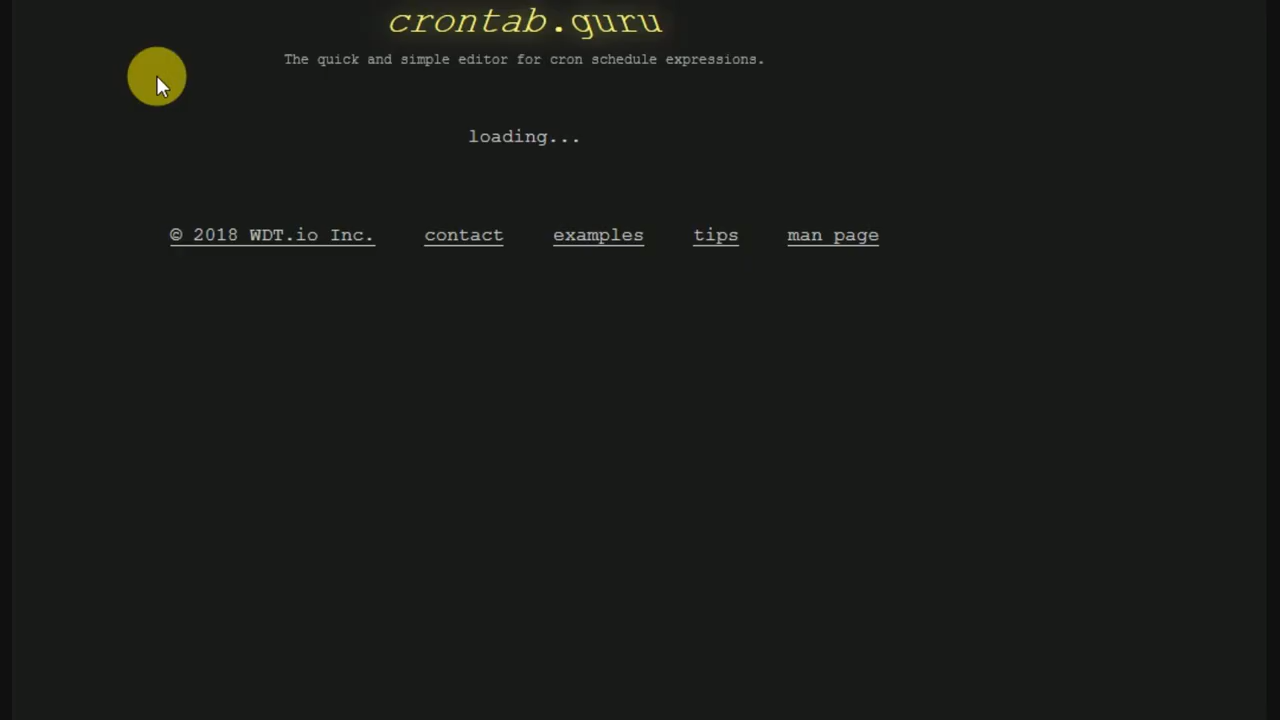 crontab.guru
The quick and simple editor for cron schedule expressions.
loading...
© 2018 WDT.io Inc. contact examples tips man page